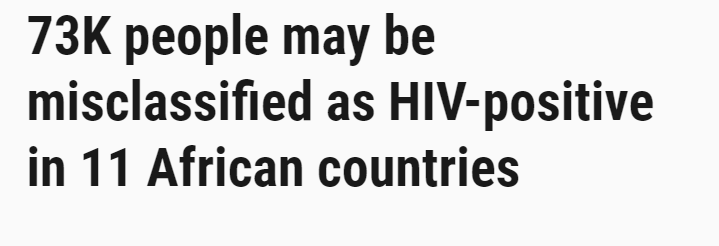 73K people may be
misclassified as HIV-positive
in 11 African countries